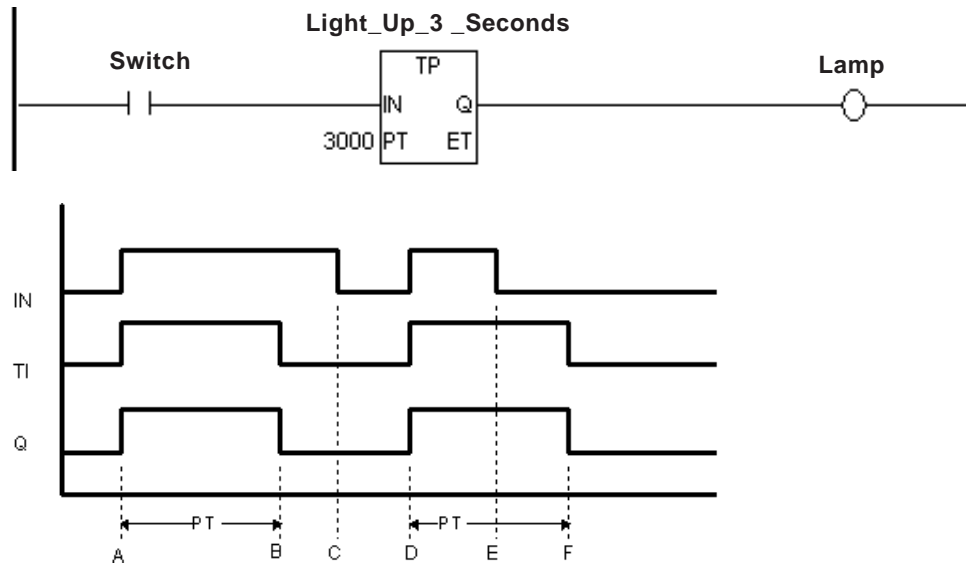 Light_Up_3 _Seconds
Switch
TP
Lamp
IN Q
3000 PT ET
IN
TI
Q
PT PT
A B C D E F